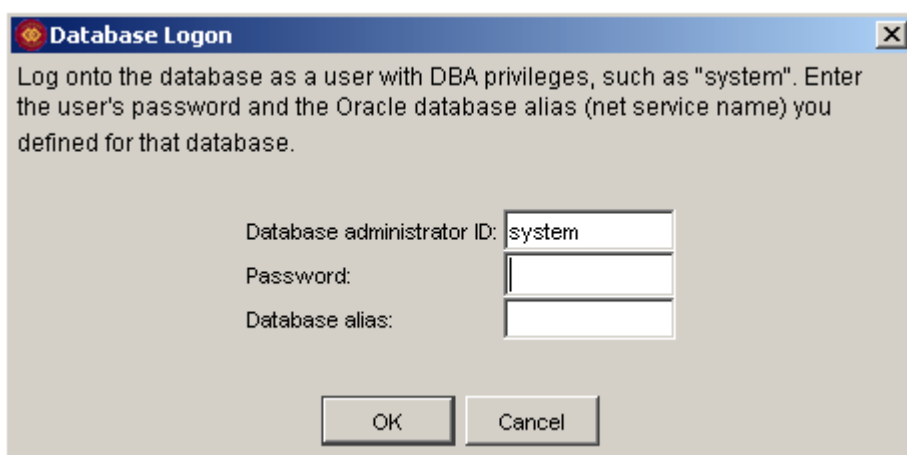 Database Logon
Log onto the database as a user with DBA privileges, such as "system". Enter
the user's password and the Oracle database alias (net service name) you
defined for that database.
Database administrator ID: system
Password:
Database alias:
OK Cancel